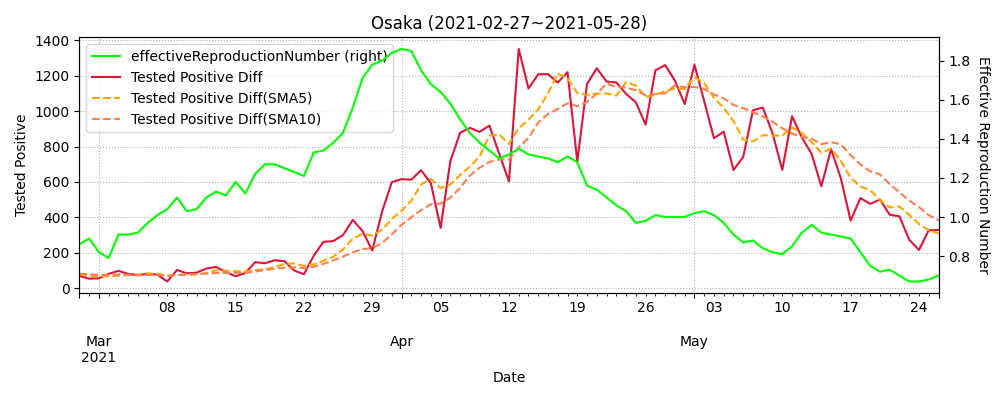 Osaka (2021-02-27~2021-05-28)
effectiveReproductionNumber (right)
Tested Positive Diff
Tested Positive Diff(SMA5)
Tested Positive Diff(SMA10)
Tested Positive
1400
1200
1000
800
600
400
200
0
Effective Reproduction Number
1.8
1.6
1.4
1.2
1.0
0.8
08 15 22 29 05 12 19 26 03 10 17 24
Mar Apr May
2021
Date